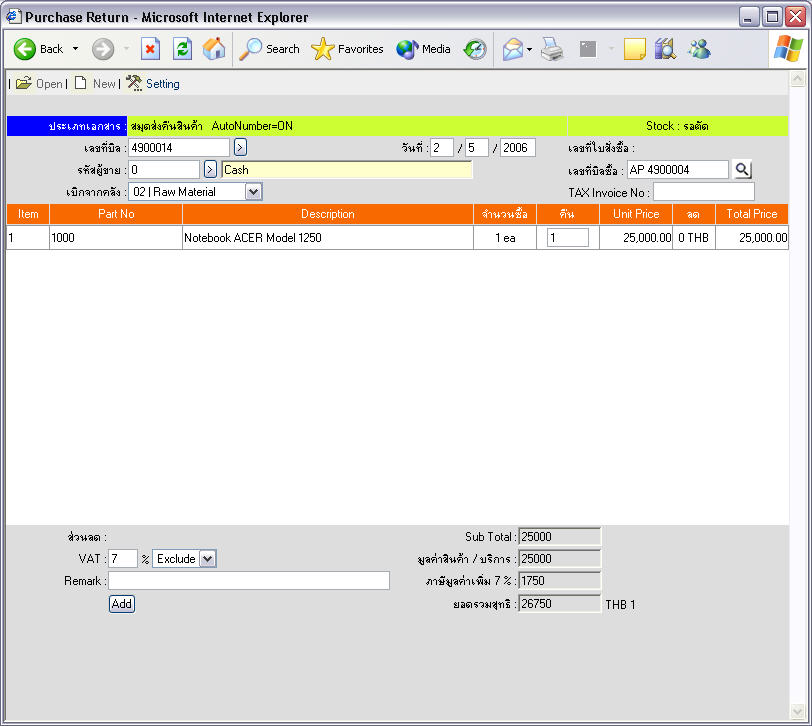 Purchase Return - Microsoft Internet Explorer
Back Search Favorites Media
| Open | New | Setting
ประเภทเอกสาร : สมุดส่งคืนสินค้า AutoNumber=ON Stock : รอตัด
เลขที่บิล : 4900014 > วันที่ : 2 / 5 / 2006 เลขที่ใบสั่งซื้อ :
รหัสผู้ขาย : 0 > Cash เลขที่บิลซื้อ : AP 4900004
เบิกจากคลัง : 02 | Raw Material TAX Invoice No :
Item Part No Description จำนวนซื้อ คืน Unit Price ลด Total Price
1 1000 Notebook ACER Model 1250 1 ea 1 25,000.00 0 THB 25,000.00
ส่วนลด : Sub Total : 25000
VAT : 7 % Exclude มูลค่าสินค้า / บริการ : 25000
Remark : ภาษีมูลค่าเพิ่ม 7 % : 1750
Add ยอดรวมสุทธิ : 26750 THB 1